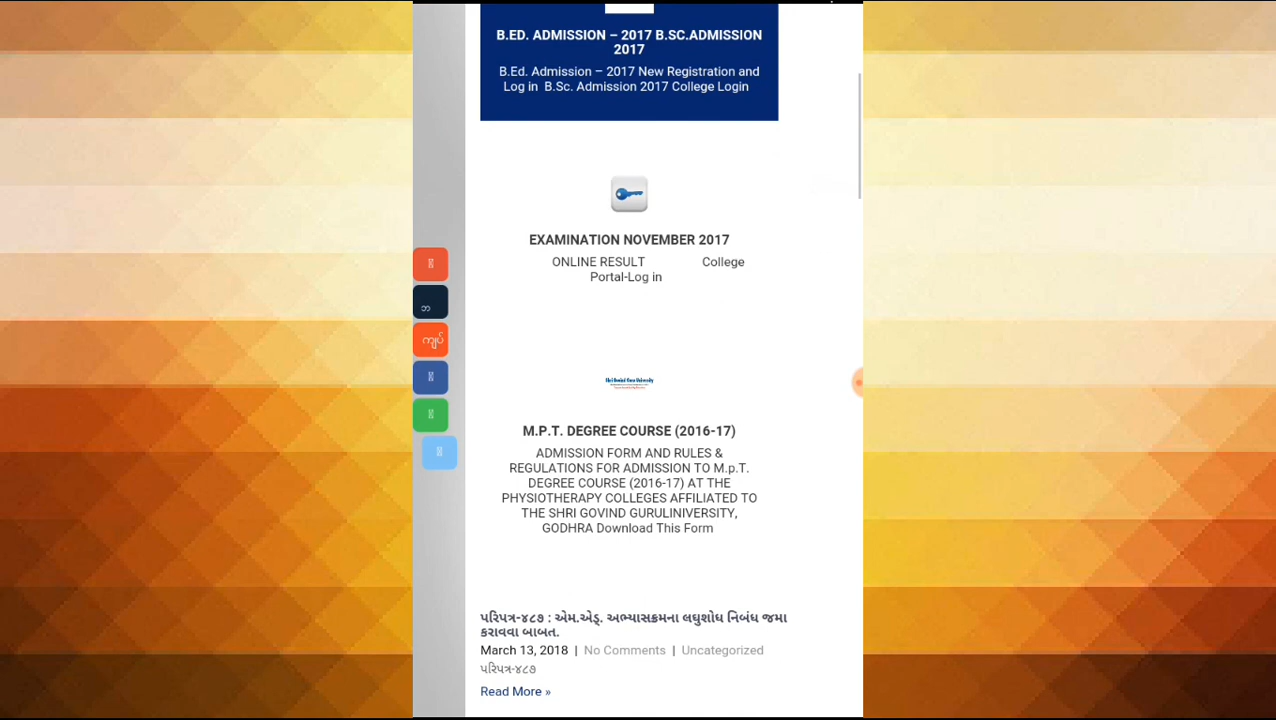 B.ED. ADMISSION – 2017 B.SC.ADMISSION
2017
B.Ed. Admission – 2017 New Registration and
Log in  B.Sc. Admission 2017 College Login
EXAMINATION NOVEMBER 2017
ONLINE RESULT College
Portal-Log in
Shri Govind Guru University
M.P.T. DEGREE COURSE (2016-17)
ADMISSION FORM AND RULES &
REGULATIONS FOR ADMISSION TO M.p.T.
DEGREE COURSE (2016-17) AT THE
PHYSIOTHERAPY COLLEGES AFFILIATED TO
THE SHRI GOVIND GURULINIVERSITY,
GODHRA Download This Form
પરિપત્ર-૪૮૭ : એમ.એડ્. અભ્યાસક્રમના લઘુશોધ નિબંધ જમા
કરાવવા બાબત.
March 13, 2018 | No Comments | Uncategorized
પરિપત્ર-૪૮૭
Read More »